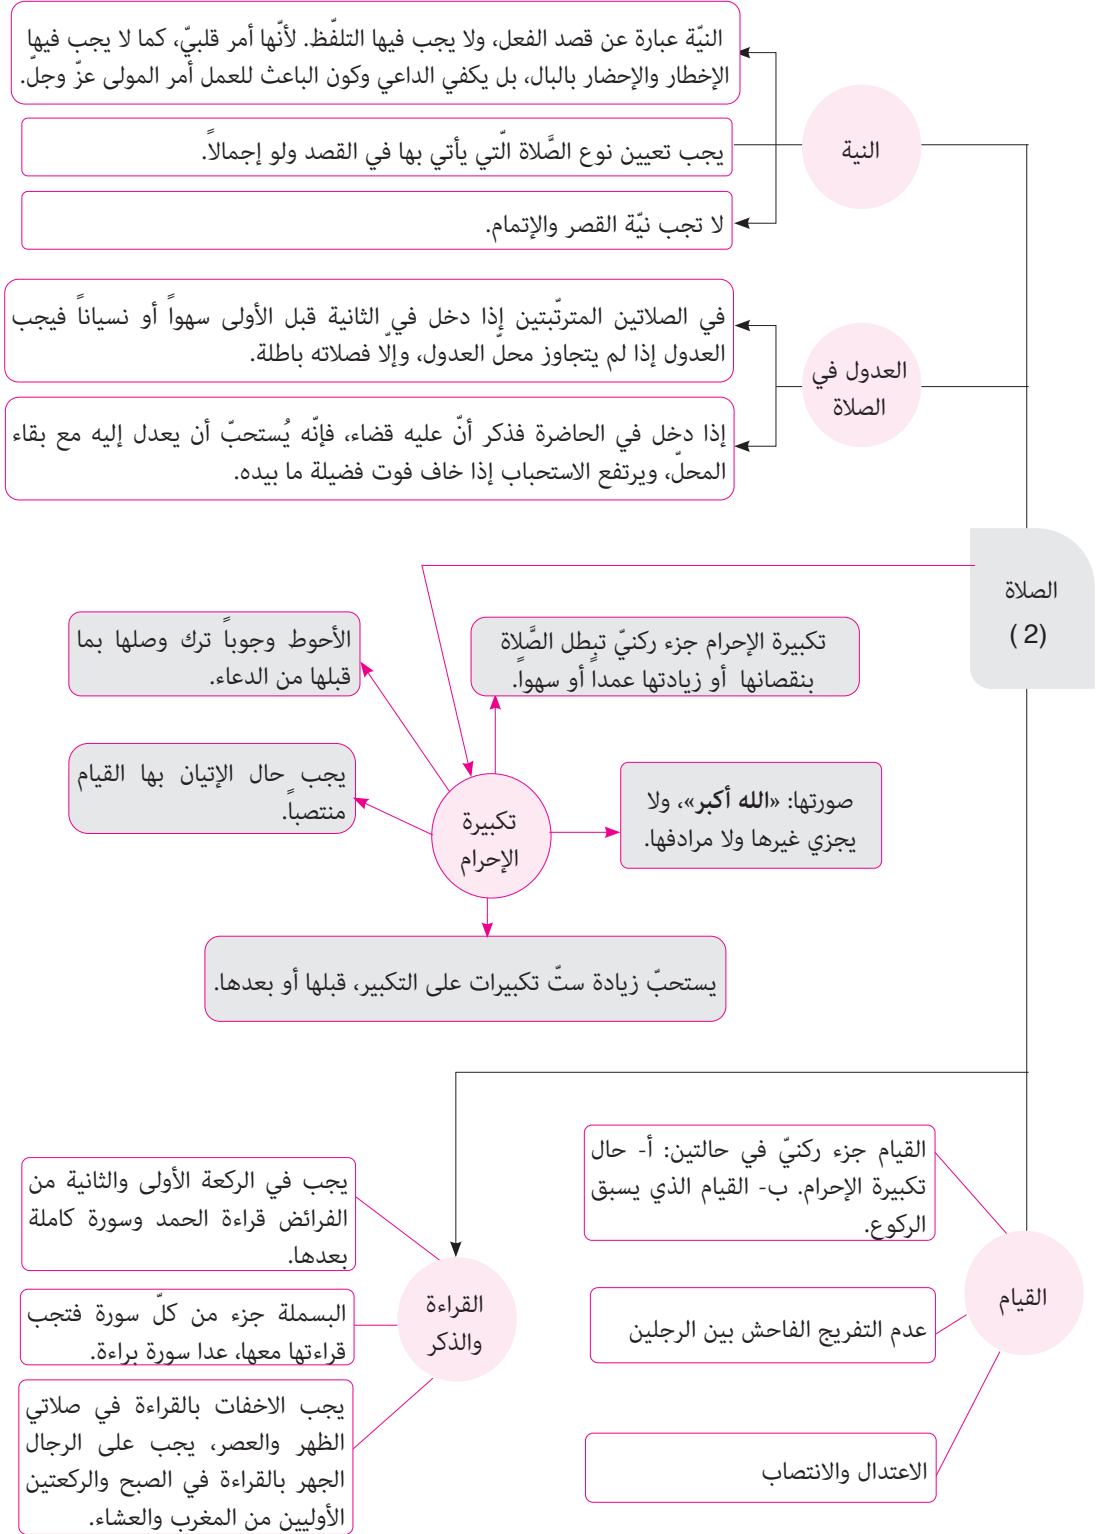 النيّة عبارة عن قصد الفعل، ولا يجب فيها التلفّظ. لأنّها أمر قلبيّ، كما لا يجب فيها
الإخطار والإحضار بالبال، بل يكفي الداعي وكون الباعث للعمل أمر المولى عزّ وجلّ.
النية
يجب تعيين نوع الصَّلاة الّتي يأتي بها في القصد ولو إجمالاً.
لا تجب نيّة القصر والإتمام.
في الصلاتين المترتّبتين إذا دخل في الثانية قبل الأولى سهواً أو نسياناً فيجب
العدول إذا لم يتجاوز محلّ العدول، وإلّا فصلاته باطلة.
العدول في
الصلاة
إذا دخل في الحاضرة فذكر أنّ عليه قضاء، فإنّه يُستحبّ أن يعدل إليه مع بقاء
المحلّ، ويرتفع الاستحباب إذا خاف فوت فضيلة ما بيده.
الصلاة
(2 )
تكبيرة الإحرام جزء ركنيّ تبطل الصَّلاة
بنقصانها أو زيادتها عمداً أو سهواً.
الأحوط وجوباً ترك وصلها بما
قبلها من الدعاء.
يجب حال الإتيان بها القيام
منتصباً.
تكبيرة
الإحرام
صورتها: «الله أكبر»، ولا
يجزي غيرها ولا مرادفها.
يستحبّ زيادة ستّ تكبيرات على التكبير، قبلها أو بعدها.
القيام جزء ركنيّ في حالتين: أ- حال
تكبيرة الإحرام. ب- القيام الذي يسبق
الركوع.
القيام
عدم التفريج الفاحش بين الرجلين
الاعتدال والانتصاب
يجب في الركعة الأولى والثانية من
الفرائض قراءة الحمد وسورة كاملة
بعدها.
القراءة
والذكر
البسملة جزء من كلّ سورة فتجب
قراءتها معها، عدا سورة براءة.
يجب الاخفات بالقراءة في صلاتي
الظهر والعصر، يجب على الرجال
الجهر بالقراءة في الصبح والركعتين
الأوليين من المغرب والعشاء.